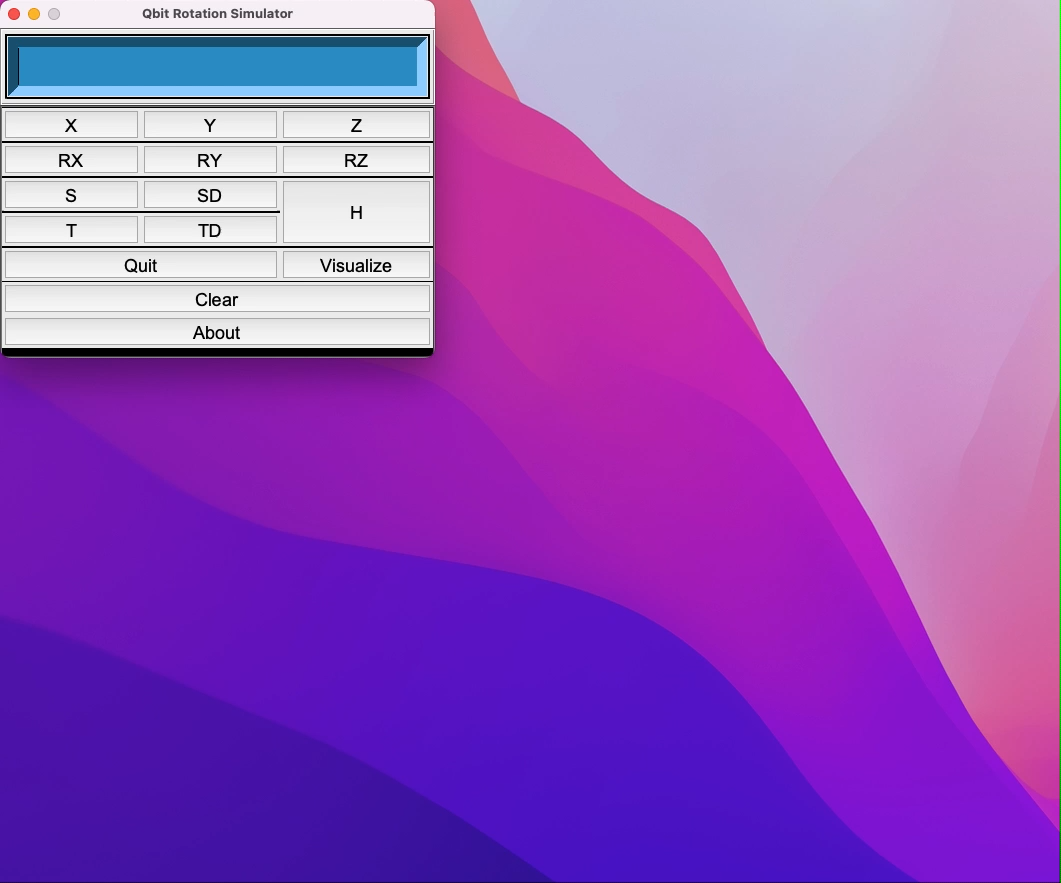 Qbit Rotation Simulator
X Y Z
RX RY RZ
S SD
H
T TD
Quit Visualize
Clear
About